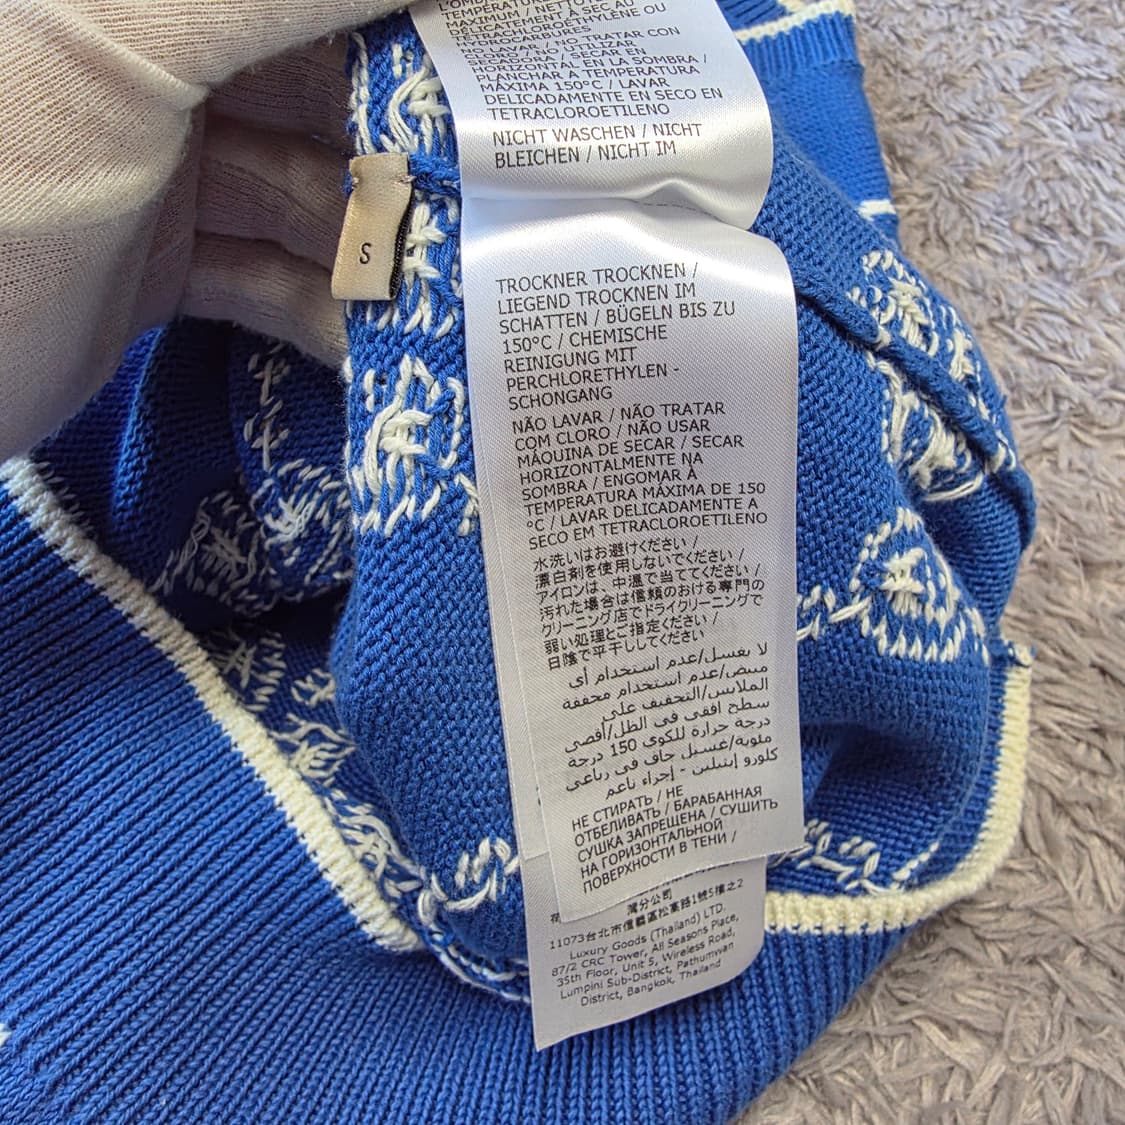 TEMPÉRATURE
MAXIMUM / NETTOYER
DÉLICATEMENT À SEC AU
TÉTRACHLOROÉTHYLÈNE OU
HYDROCARBURES
NO LAVAR / NO TRATAR CON
CLORO / NO UTILIZAR
SECADORA / SECAR EN
HORIZONTAL EN LA SOMBRA /
PLANCHAR A TEMPERATURA
MÁXIMA 150°C / LAVAR
DELICADAMENTE EN SECO EN
TETRACLOROETILENO
NICHT WASCHEN / NICHT
BLEICHEN / NICHT IM
S
TROCKNER TROCKNEN /
LIEGEND TROCKNEN IM
SCHATTEN / BÜGELN BIS ZU
150°C / CHEMISCHE
REINIGUNG MIT
PERCHLORETHYLEN -
SCHONGANG
NÃO LAVAR / NÃO TRATAR
COM CLORO / NÃO USAR
MÁQUINA DE SECAR / SECAR
HORIZONTALMENTE NA
SOMBRA / ENGOMAR À
TEMPERATURA MÁXIMA DE 150
°C / LAVAR DELICADAMENTE A
SECO EM TETRACLOROETILENO
水洗いはお避けください /
漂白剤を使用しないでください /
アイロンは、中温で当ててください /
汚れた場合は信頼のおける専門の
クリーニング店でドライクリーニングで
弱い処理とご指定ください /
日陰で平干ししてください
لا يغسل/عدم استخدام أي
مبيض/عدم استخدام مجففة
الملابس/التجفيف على
سطح افقي في الظل/أقصى
درجة حرارة للكوي 150 درجة
مئوية/غسيل جاف في رباعي
كلورو إيثيلين - إجراء ناعم
НЕ СТИРАТЬ / НЕ
ОТБЕЛИВАТЬ / БАРАБАННАЯ
СУШКА ЗАПРЕЩЕНА / СУШИТЬ
НА ГОРИЗОНТАЛЬНОЙ
ПОВЕРХНОСТИ В ТЕНИ /
灣分公司
11073台北市信義區松高路1號5樓之2
Luxury Goods (Thailand) LTD.
87/2 CRC Tower, All Seasons Place,
35th Floor, Unit 5, Wireless Road,
Lumpini Sub-District, Pathumwan
District, Bangkok, Thailand